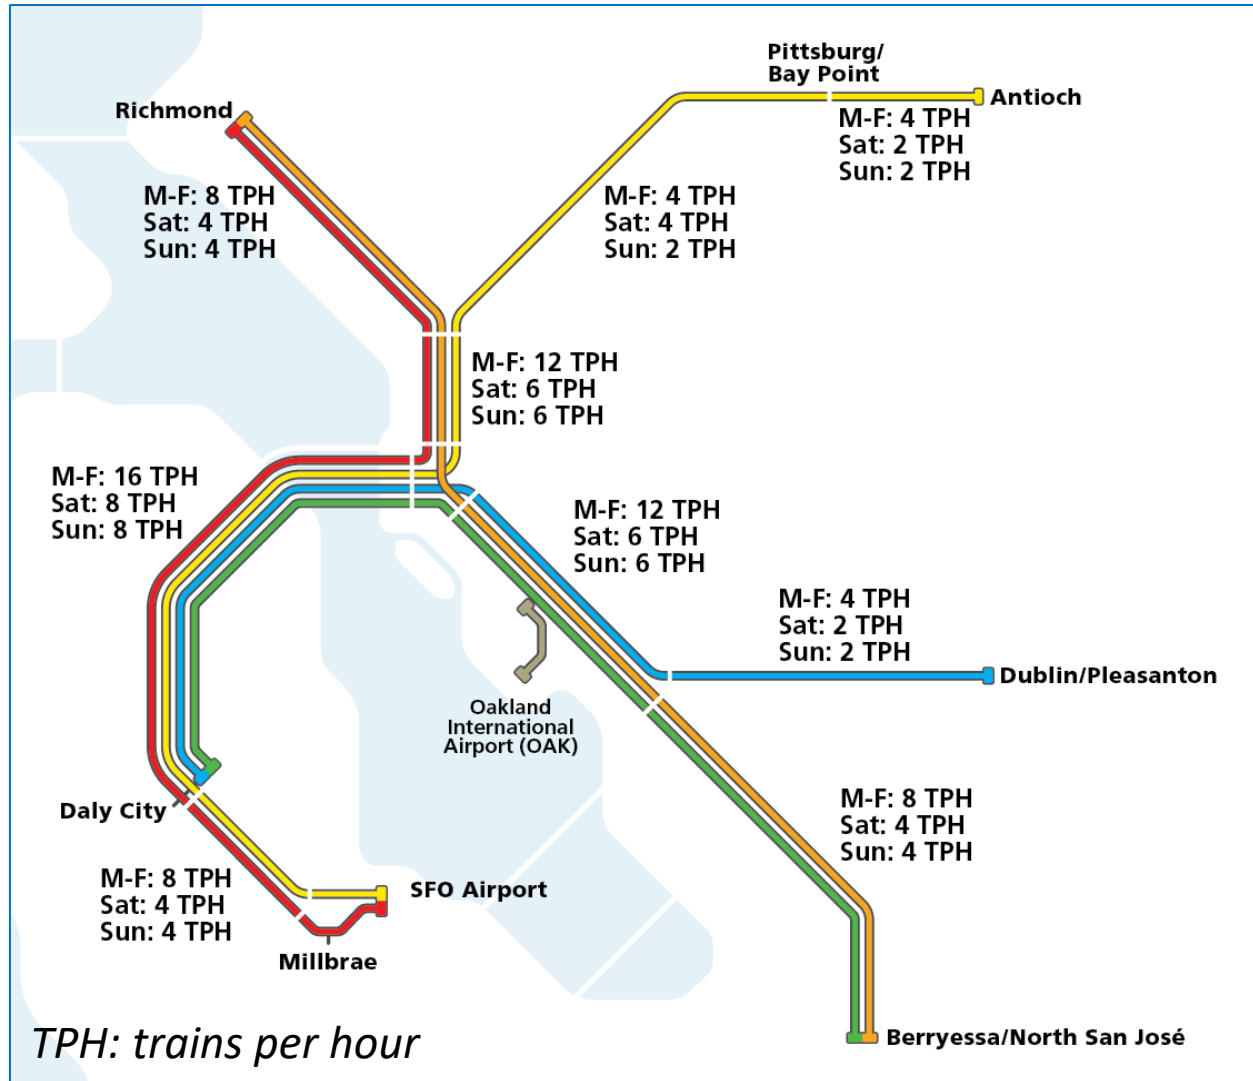 Pittsburg/
Bay Point
Antioch
M-F: 4 TPH
Sat: 2 TPH
Sun: 2 TPH
Richmond
M-F: 8 TPH
Sat: 4 TPH
Sun: 4 TPH
M-F: 4 TPH
Sat: 4 TPH
Sun: 2 TPH
M-F: 12 TPH
Sat: 6 TPH
Sun: 6 TPH
M-F: 16 TPH
Sat: 8 TPH
Sun: 8 TPH
M-F: 12 TPH
Sat: 6 TPH
Sun: 6 TPH
M-F: 4 TPH
Sat: 2 TPH
Sun: 2 TPH
Dublin/Pleasanton
Oakland
International
Airport (OAK)
Daly City
M-F: 8 TPH
Sat: 4 TPH
Sun: 4 TPH
M-F: 8 TPH
Sat: 4 TPH
Sun: 4 TPH
SFO Airport
Millbrae
Berryessa/North San José
TPH: trains per hour